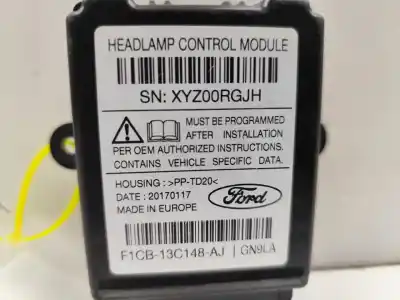 HEADLAMP CONTROL MODULE
SN: XYZ00RGJH
MUST BE PROGRAMMED
AFTER INSTALLATION
PER OEM AUTHORIZED INSTRUCTIONS.
CONTAINS VEHICLE SPECIFIC DATA.
HOUSING : >PP-TD20<
DATE : 20170117
MADE IN EUROPE
Ford
F1CB-13C148-AJ | GN9LA